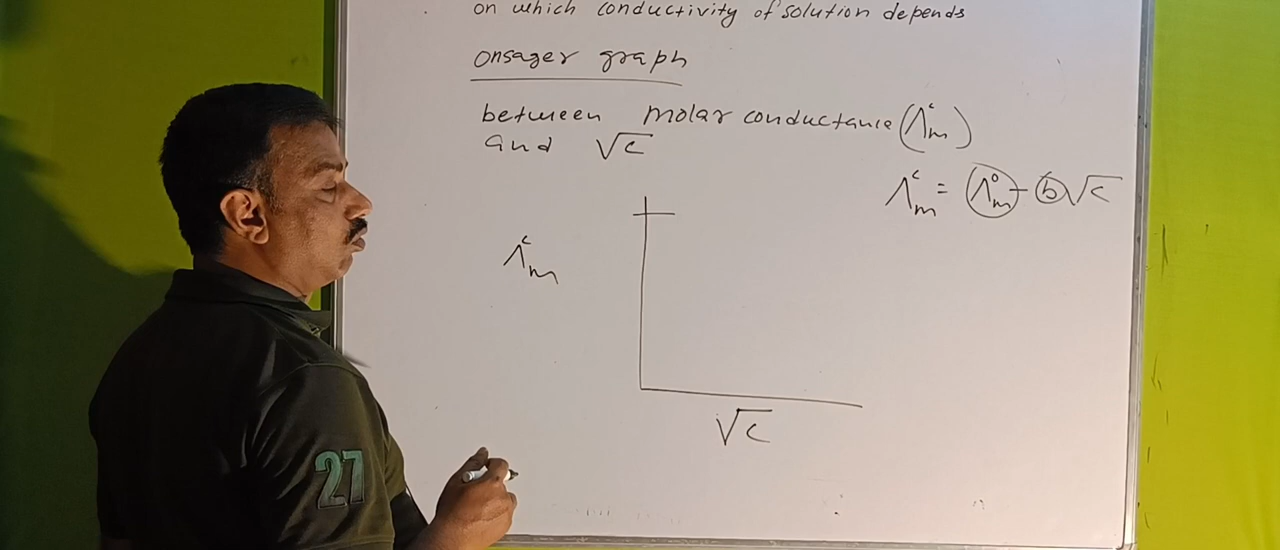 on which conductivity of solution depends
onsager graph
between molar conductance (Λᶜm)
and √c
Λᶜm = Λ°m - b√c
Λᶜm
√c
27